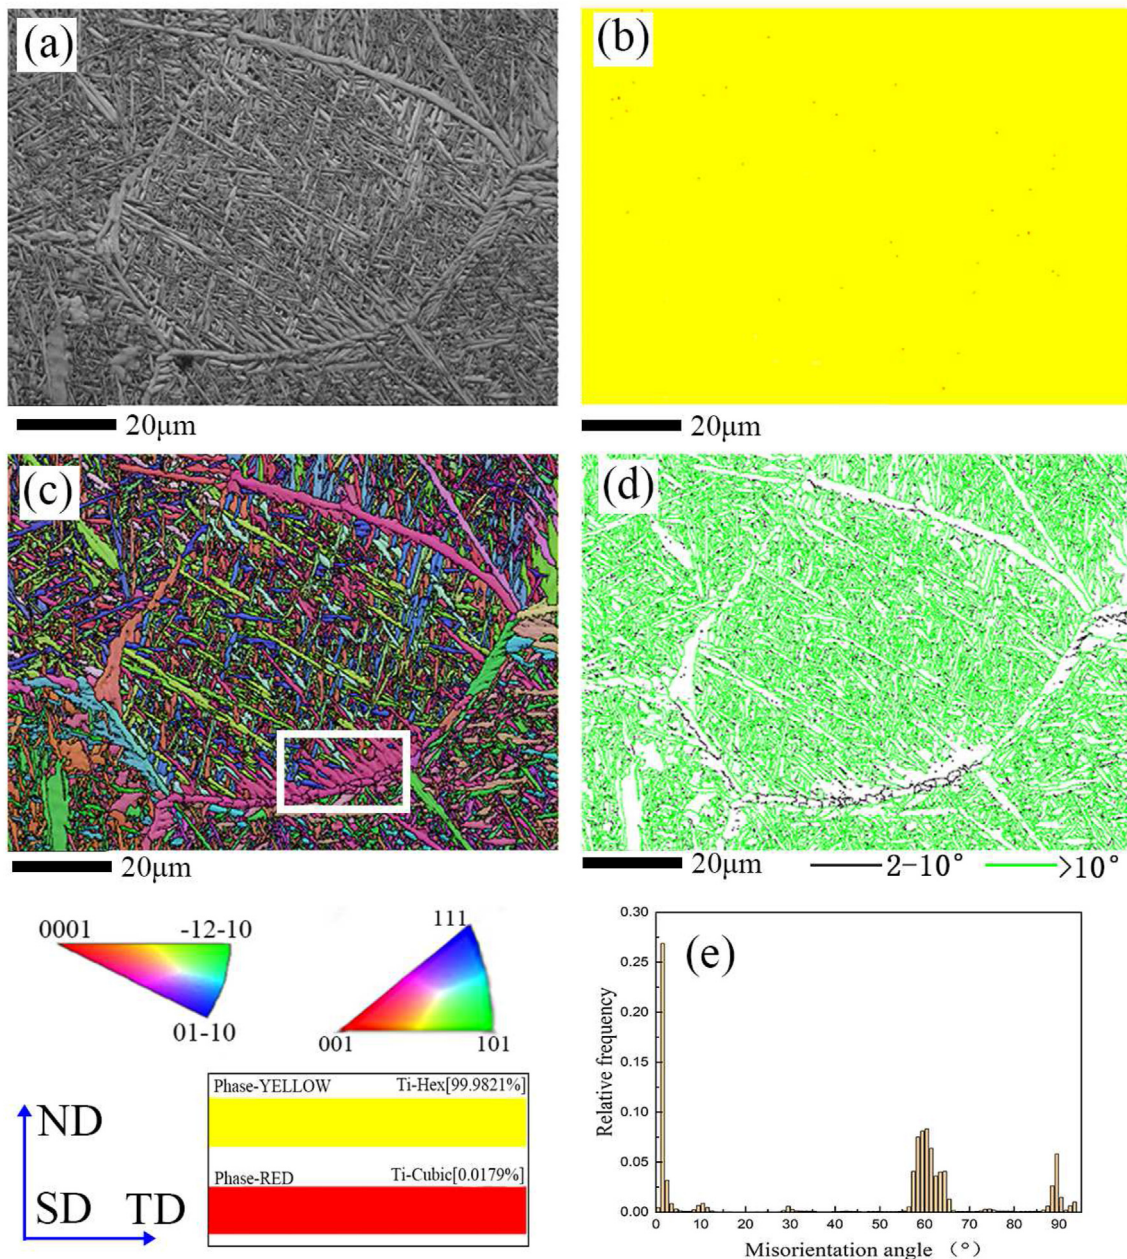 (a)
(b)
20μm
20μm
(c)
(d)
20μm
20μm 2-10° >10°
0001 -12-10
01-10
111
001 101
ND
SD TD
Phase-YELLOW Ti-Hex[99.9821%]
Phase-RED Ti-Cubic[0.0179%]
(e)
Relative frequency
0.30
0.25
0.20
0.15
0.10
0.05
0.00
0 10 20 30 40 50 60 70 80 90
Misorientation angle (°)